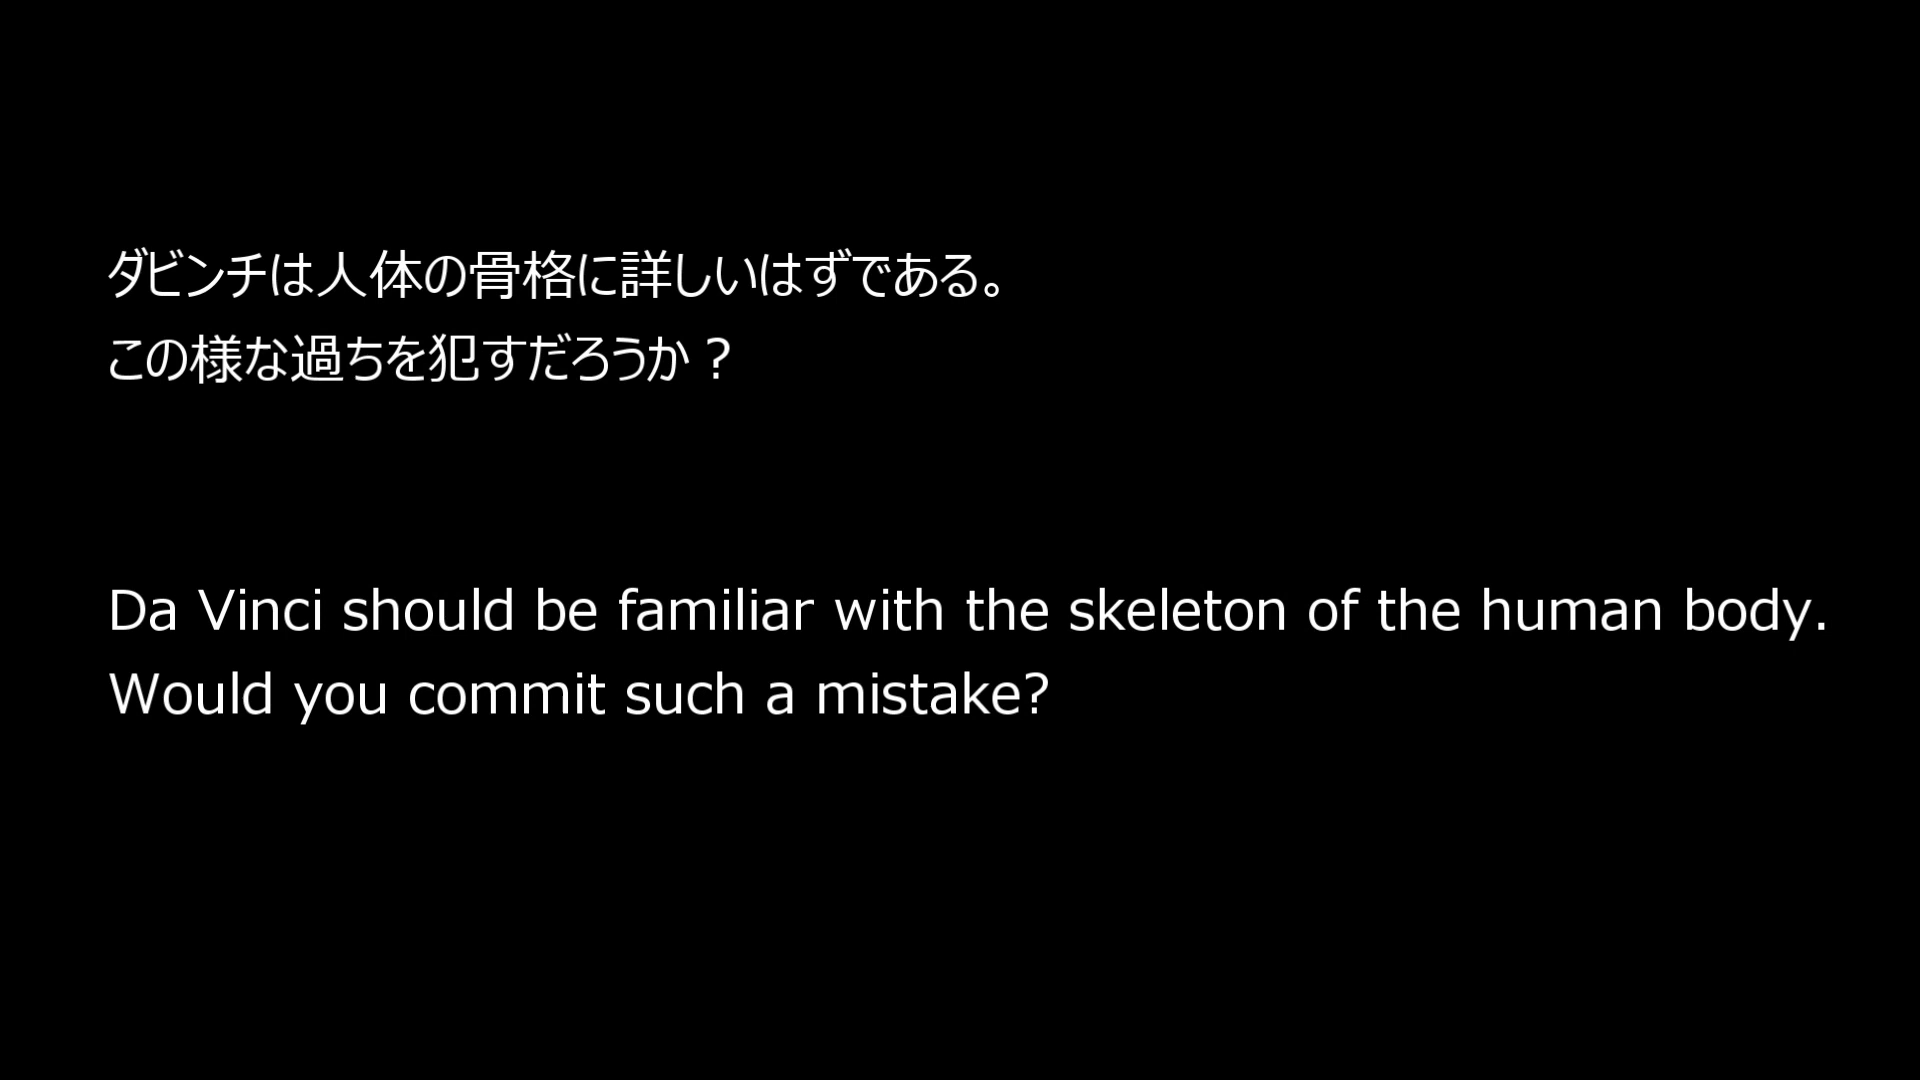 ダビンチは人体の骨格に詳しいはずである。
この様な過ちを犯すだろうか？
Da Vinci should be familiar with the skeleton of the human body.
Would you commit such a mistake?